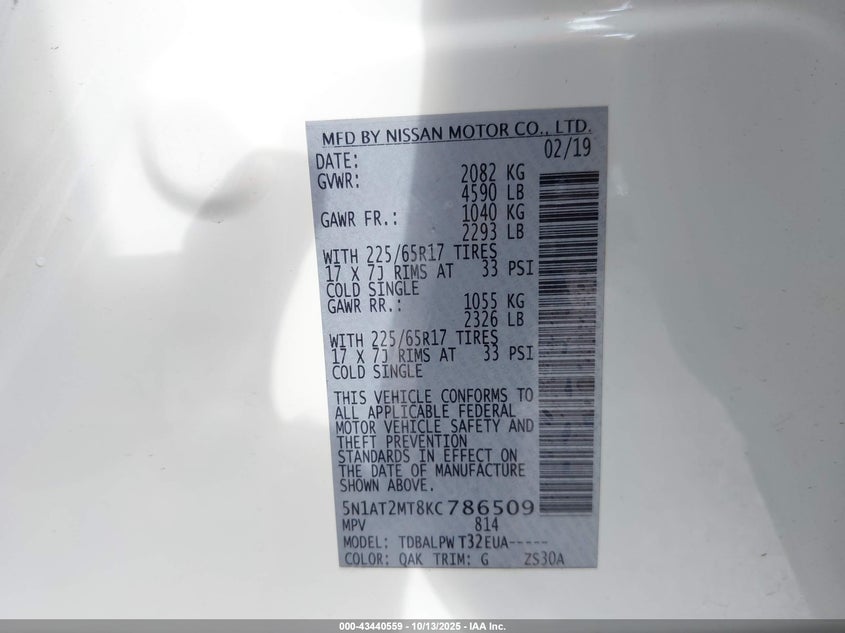 MFD BY NISSAN MOTOR CO., LTD.
DATE: 02/19
GVWR: 2082 KG
4590 LB
GAWR FR.: 1040 KG
2293 LB
WITH 225/65R17 TIRES
17 X 7J RIMS AT 33 PSI
COLD SINGLE
GAWR RR.: 1055 KG
2326 LB
WITH 225/65R17 TIRES
17 X 7J RIMS AT 33 PSI
COLD SINGLE
THIS VEHICLE CONFORMS TO
ALL APPLICABLE FEDERAL
MOTOR VEHICLE SAFETY AND
THEFT PREVENTION
STANDARDS IN EFFECT ON
THE DATE OF MANUFACTURE
SHOWN ABOVE.
5N1AT2MT8KC786509
MPV 814
MODEL: TDBALPW T32EUA-----
COLOR: QAK TRIM: G ZS30A
000-43440559 | 10/13/2025 - IAA Inc.